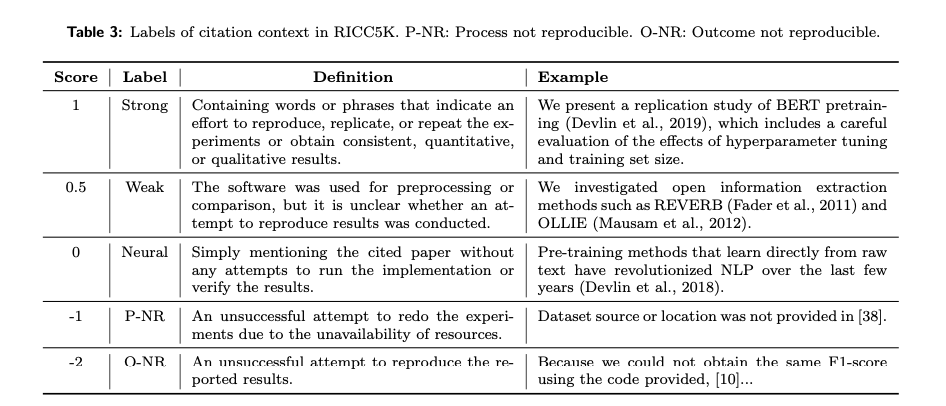 Table 3: Labels of citation context in RICC5K. P-NR: Process not reproducible. O-NR: Outcome not reproducible.
Score Label Definition Example
1 Strong Containing words or phrases that indicate an We present a replication study of BERT pretrain-
effort to reproduce, replicate, or repeat the ex- ing (Devlin et al., 2019), which includes a careful
periments or obtain consistent, quantitative, evaluation of the effects of hyperparameter tuning
or qualitative results. and training set size.
0.5 Weak The software was used for preprocessing or We investigated open information extraction
comparison, but it is unclear whether an at- methods such as REVERB (Fader et al., 2011) and
tempt to reproduce results was conducted. OLLIE (Mausam et al., 2012).
0 Neural Simply mentioning the cited paper without Pre-training methods that learn directly from raw
any attempts to run the implementation or text have revolutionized NLP over the last few
verify the results. years (Devlin et al., 2018).
-1 P-NR An unsuccessful attempt to redo the experi- Dataset source or location was not provided in [38].
ments due to the unavailability of resources.
-2 O-NR An unsuccessful attempt to reproduce the re- Because we could not obtain the same F1-score
ported results. using the code provided, [10]...